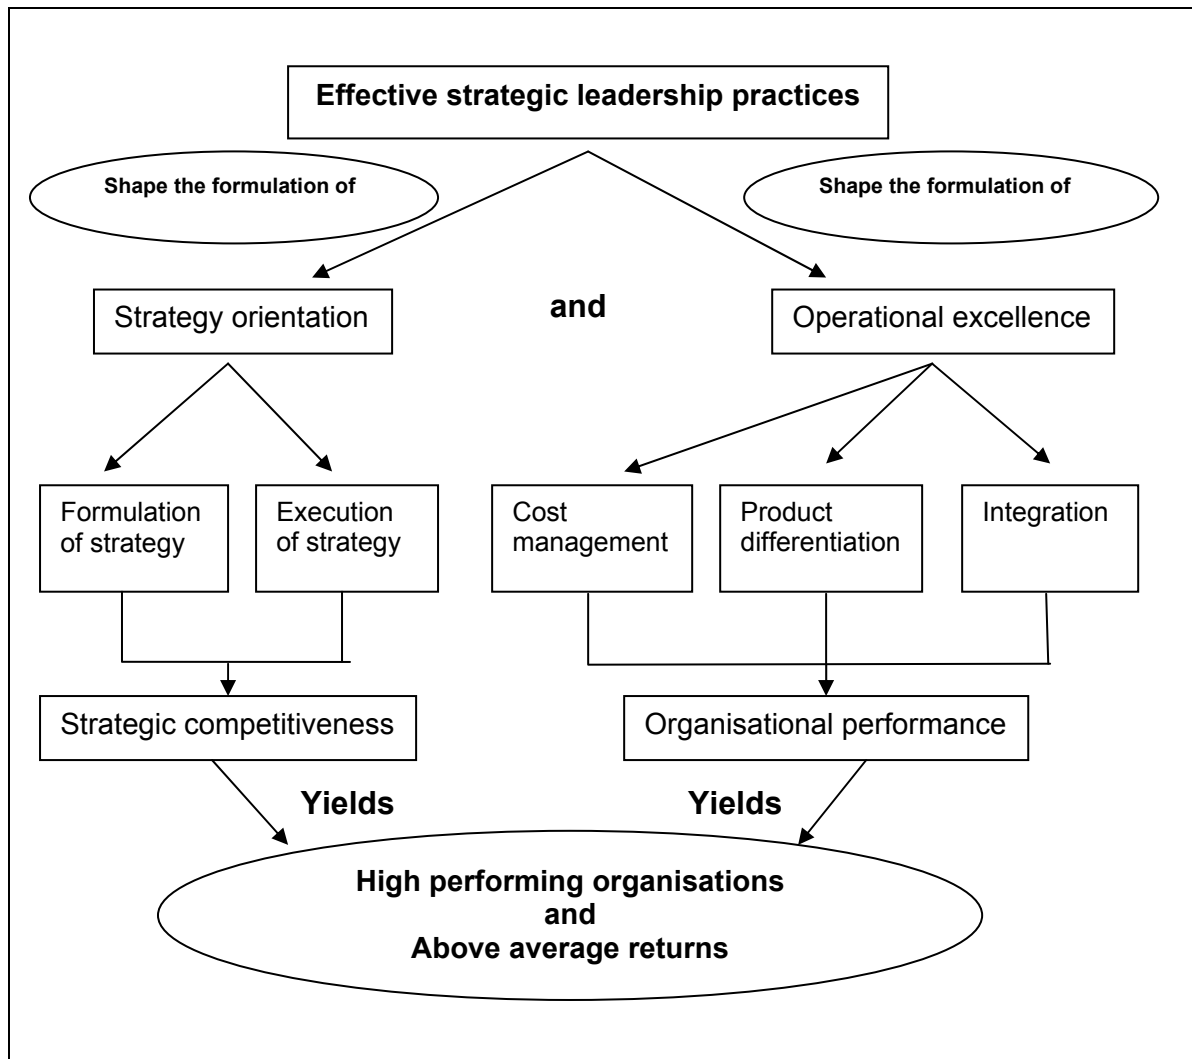 Effective strategic leadership practices
Shape the formulation of
Shape the formulation of
Strategy orientation
and
Operational excellence
Formulation
of strategy
Execution
of strategy
Cost
management
Product
differentiation
Integration
Strategic competitiveness
Organisational performance
Yields
Yields
High performing organisations
and
Above average returns